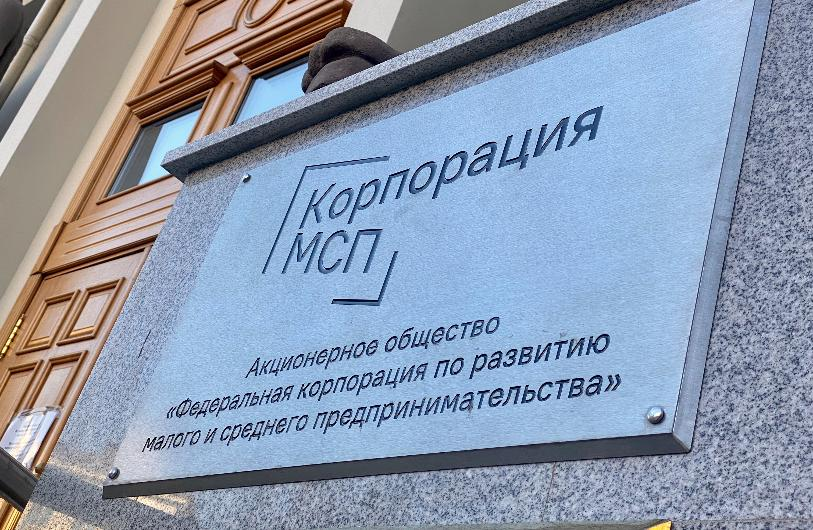 Корпорация
МСП
Акционерное общество
«Федеральная корпорация по развитию
малого и среднего предпринимательства»